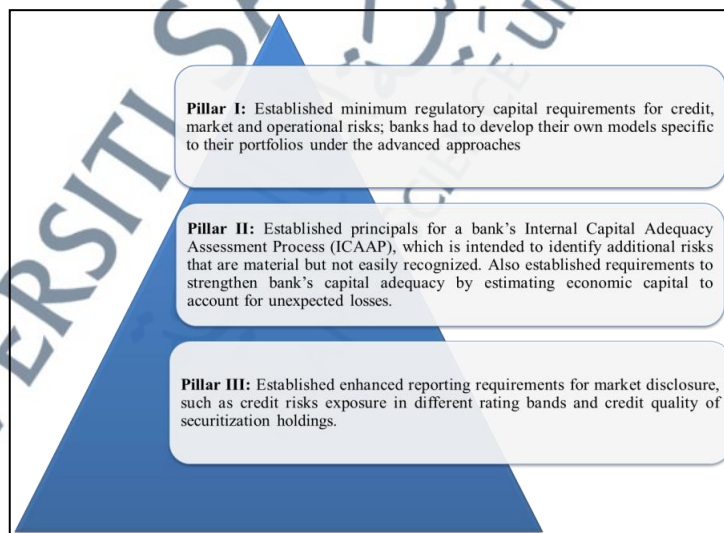 Pillar I: Established minimum regulatory capital requirements for credit,
market and operational risks; banks had to develop their own models specific
to their portfolios under the advanced approaches
Pillar II: Established principals for a bank's Internal Capital Adequacy
Assessment Process (ICAAP), which is intended to identify additional risks
that are material but not easily recognized. Also established requirements to
strengthen bank's capital adequacy by estimating economic capital to
account for unexpected losses.
Pillar III: Established enhanced reporting requirements for market disclosure,
such as credit risks exposure in different rating bands and credit quality of
securitization holdings.